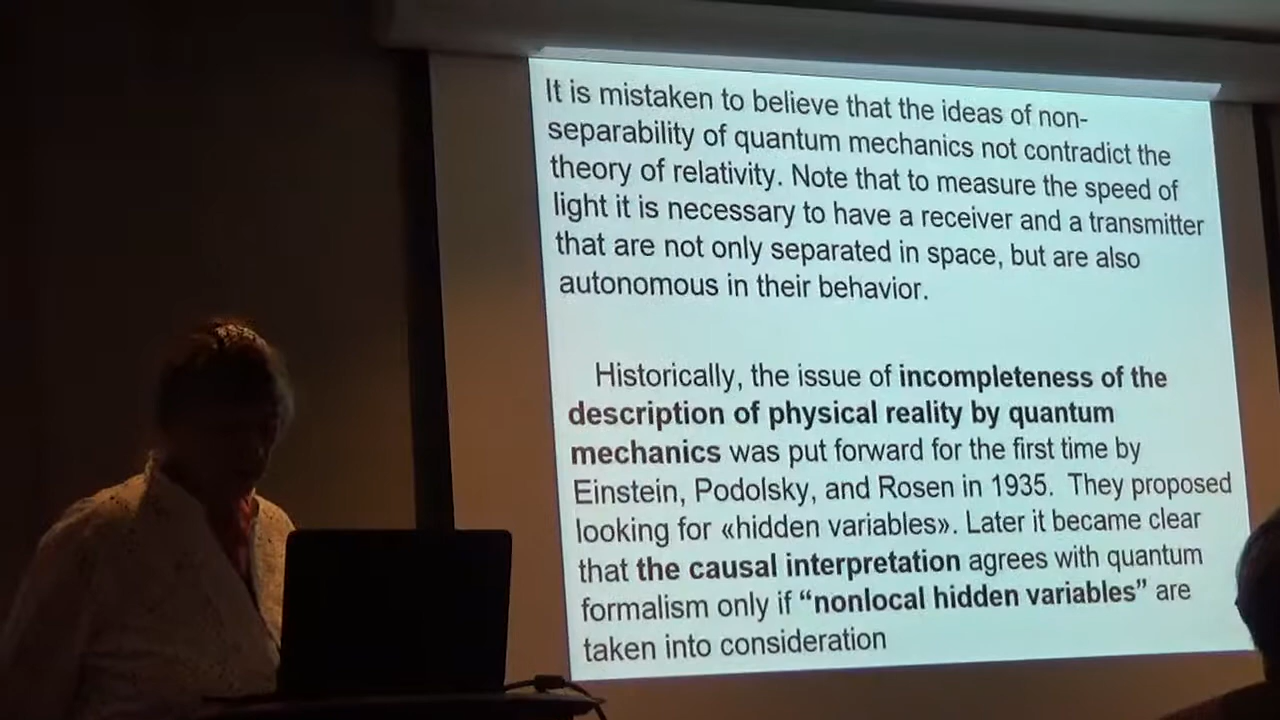 It is mistaken to believe that the ideas of non-
separability of quantum mechanics not contradict the
theory of relativity. Note that to measure the speed of
light it is necessary to have a receiver and a transmitter
that are not only separated in space, but are also
autonomous in their behavior.
Historically, the issue of incompleteness of the
description of physical reality by quantum
mechanics was put forward for the first time by
Einstein, Podolsky, and Rosen in 1935. They proposed
looking for «hidden variables». Later it became clear
that the causal interpretation agrees with quantum
formalism only if “nonlocal hidden variables” are
taken into consideration